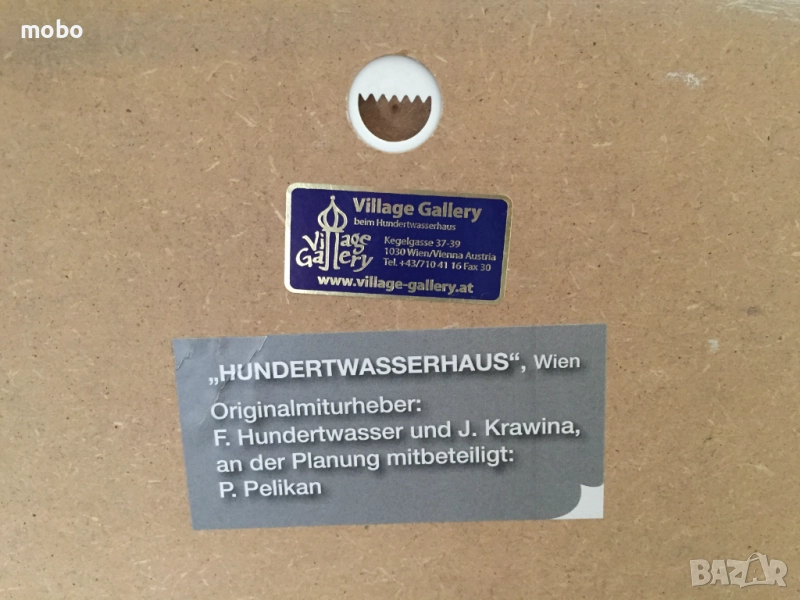 mobo
Village Gallery
beim Hundertwasserhaus
Village
Gallery
Kegelgasse 37-39
1030 Wien/Vienna Austria
Tel. +43/710 41 16 Fax 30
www.village-gallery.at
„HUNDERTWASSERHAUS“, Wien
Originalmiturheber:
F. Hundertwasser und J. Krawina,
an der Planung mitbeteiligt:
P. Pelikan
BAZAR